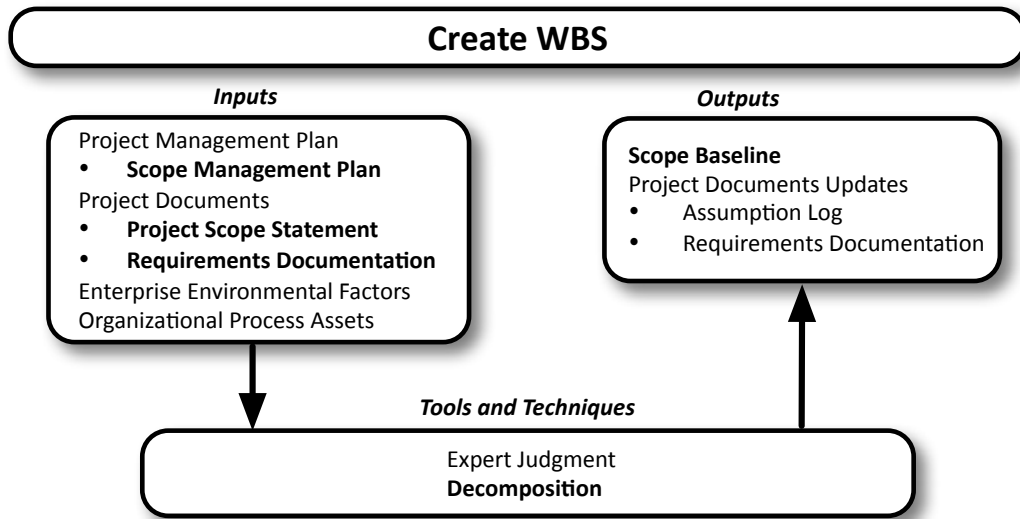 Create WBS
Inputs
Project Management Plan
• Scope Management Plan
Project Documents
• Project Scope Statement
• Requirements Documentation
Enterprise Environmental Factors
Organizational Process Assets
Outputs
Scope Baseline
Project Documents Updates
• Assumption Log
• Requirements Documentation
Tools and Techniques
Expert Judgment
Decomposition